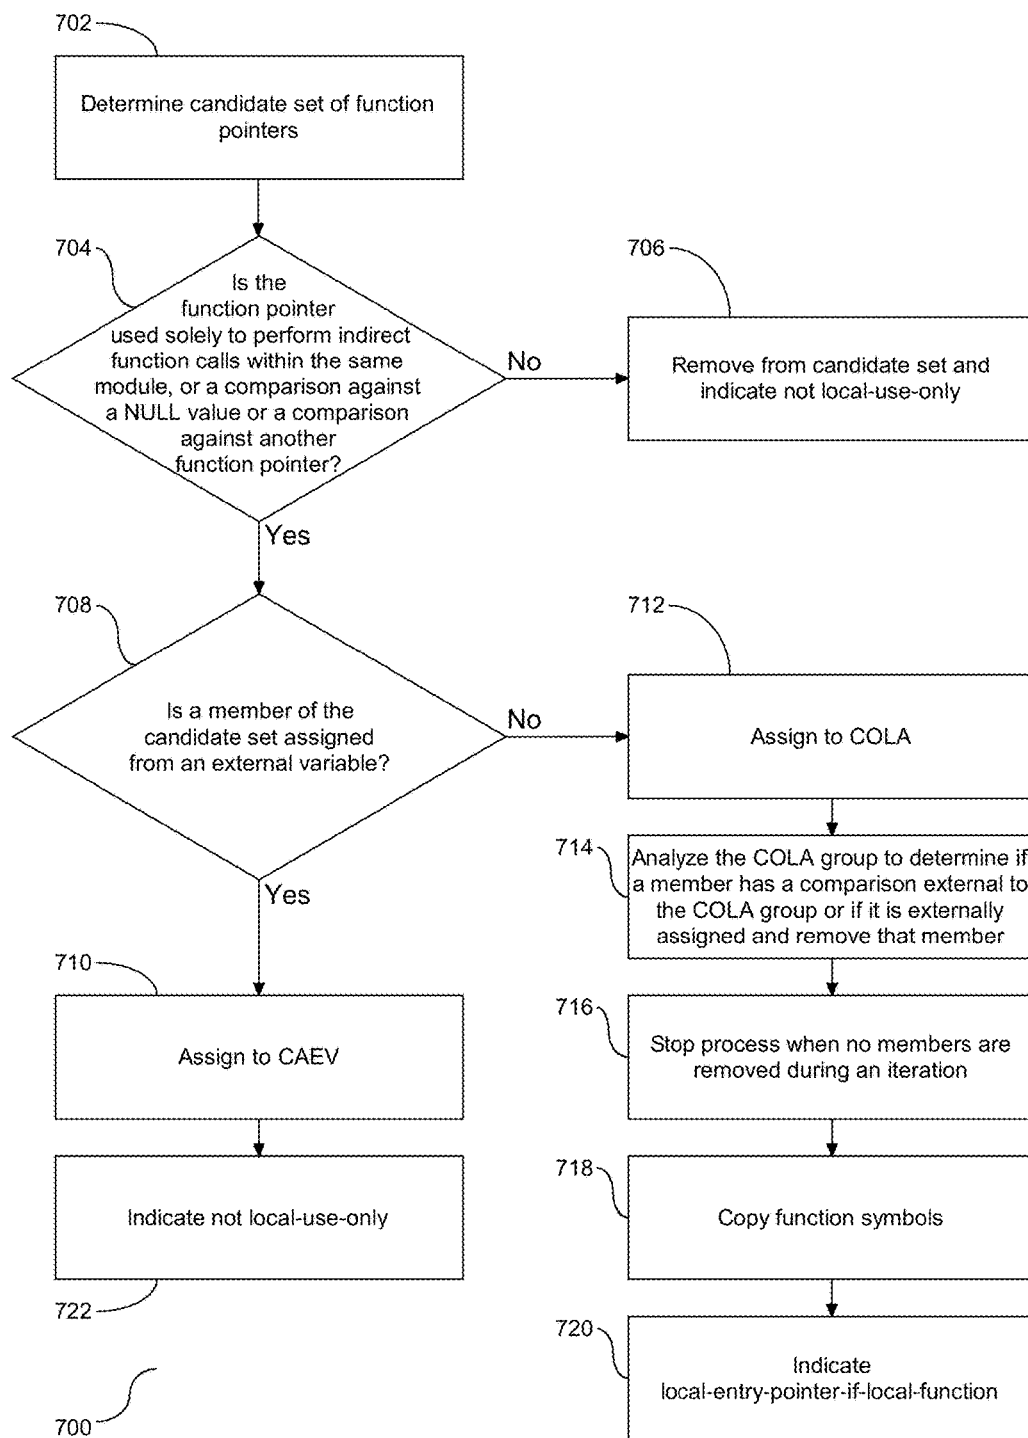 702
Determine candidate set of function
pointers
704
Is the
function pointer
used solely to perform indirect
function calls within the same
module, or a comparison against
a NULL value or a comparison
against another
function pointer?
No
706
Remove from candidate set and
indicate not local-use-only
Yes
708
Is a member of the
candidate set assigned
from an external variable?
No
712
Assign to COLA
714
Analyze the COLA group to determine if
a member has a comparison external to
the COLA group or if it is externally
assigned and remove that member
Yes
710
Assign to CAEV
716
Stop process when no members are
removed during an iteration
Indicate not local-use-only
722
718
Copy function symbols
720
Indicate
local-entry-pointer-if-local-function
700